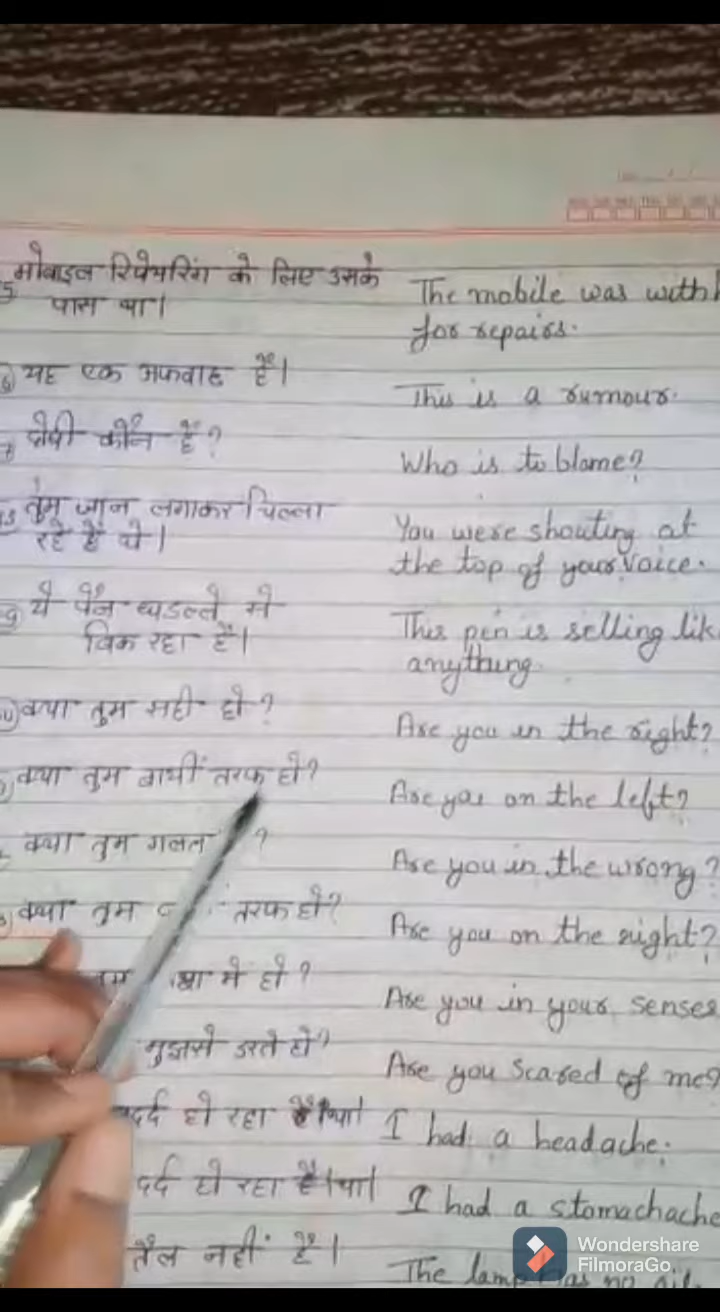 मोबाइल रिपेयरिंग के लिए उसके
पास था।
The mobile was with
for repairs.
यह एक अफवाह है।
This is a rumour.
दोषी कौन है?
Who is to blame?
तुम जान लगाकर चिल्ला
रहे थे।
You were shouting at
the top of your voice.
ये पैन धडल्ले से
बिक रहा है।
This pen is selling
anything
क्या तुम सही हो?
Are you in the right?
क्या तुम बायीं तरफ हो?
Are you on the left?
क्या तुम गलत ?
Are you in the wrong?
क्या तुम तरफ हो?
Are you on the right?
में हो?
Are you in your senses
मुझसे डरते हो?
Are you scared of me?
दर्द हो रहा था।
I had a headache.
दर्द हो रहा है। था।
I had a stomachache
तेल नहीं है।
The lamp has no oil.
Wondershare
FilmoraGo